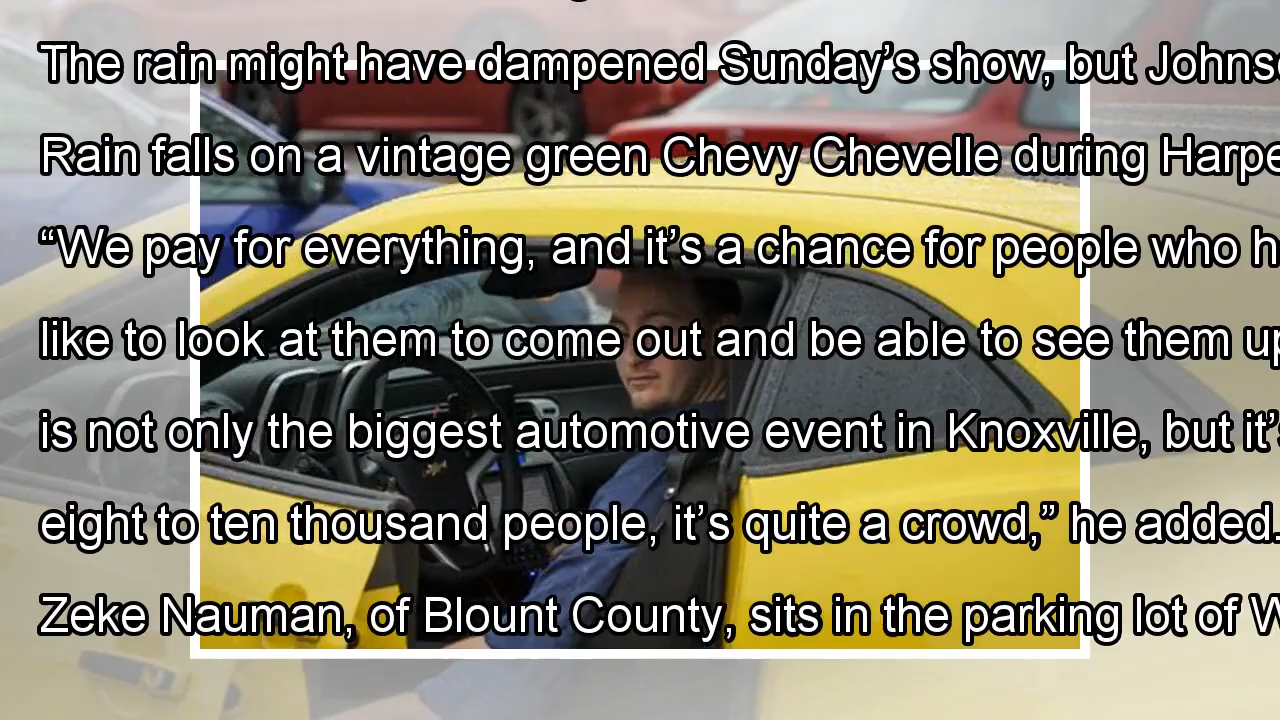 The rain might have dampened Sunday’s show, but
Rain falls on a vintage green Chevy Chevelle during
“We pay for everything, and it’s a chance for people who
like to look at them to come out and be able to see them up
is not only the biggest automotive event in Knoxville, but it’s
eight to ten thousand people, it’s quite a crowd,” he added.
Zeke Nauman, of Blount County, sits in the parking lot of